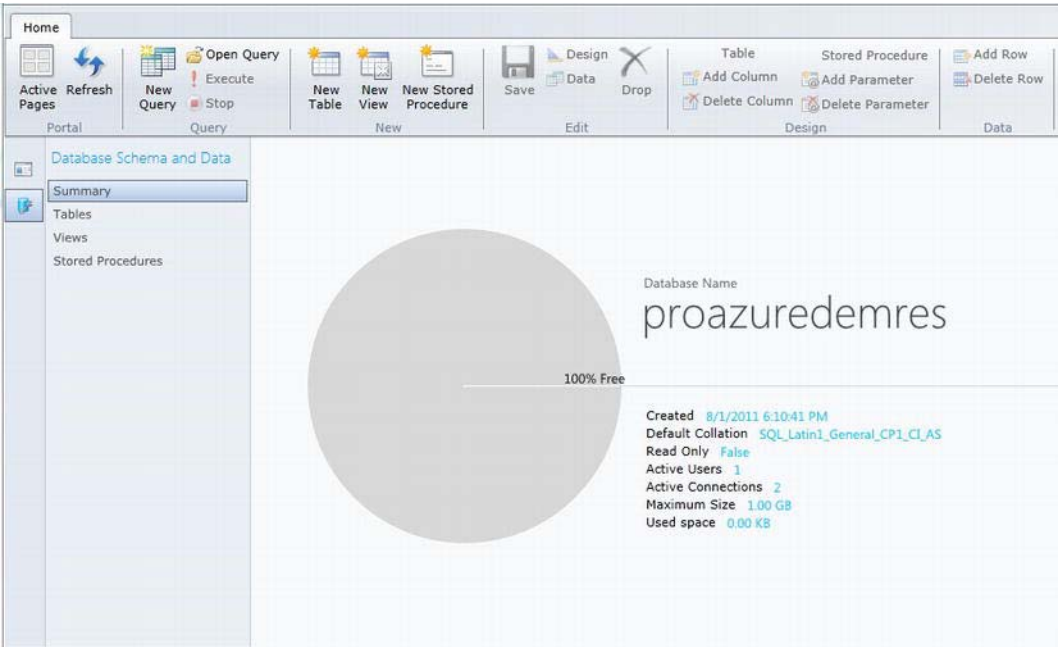 Home
Active Pages
Refresh
Portal
New Query
Open Query
Execute
Stop
Query
New Table
New View
New Stored Procedure
New
Save
Design
Data
Drop
Edit
Table
Add Column
Delete Column
Stored Procedure
Add Parameter
Delete Parameter
Design
Add Row
Delete Row
Data
Database Schema and Data
Summary
Tables
Views
Stored Procedures
100% Free
Database Name
proazuredemres
Created 8/1/2011 6:10:41 PM
Default Collation SQL_Latin1_General_CP1_CI_AS
Read Only False
Active Users 1
Active Connections 2
Maximum Size 1.00 GB
Used space 0.00 KB